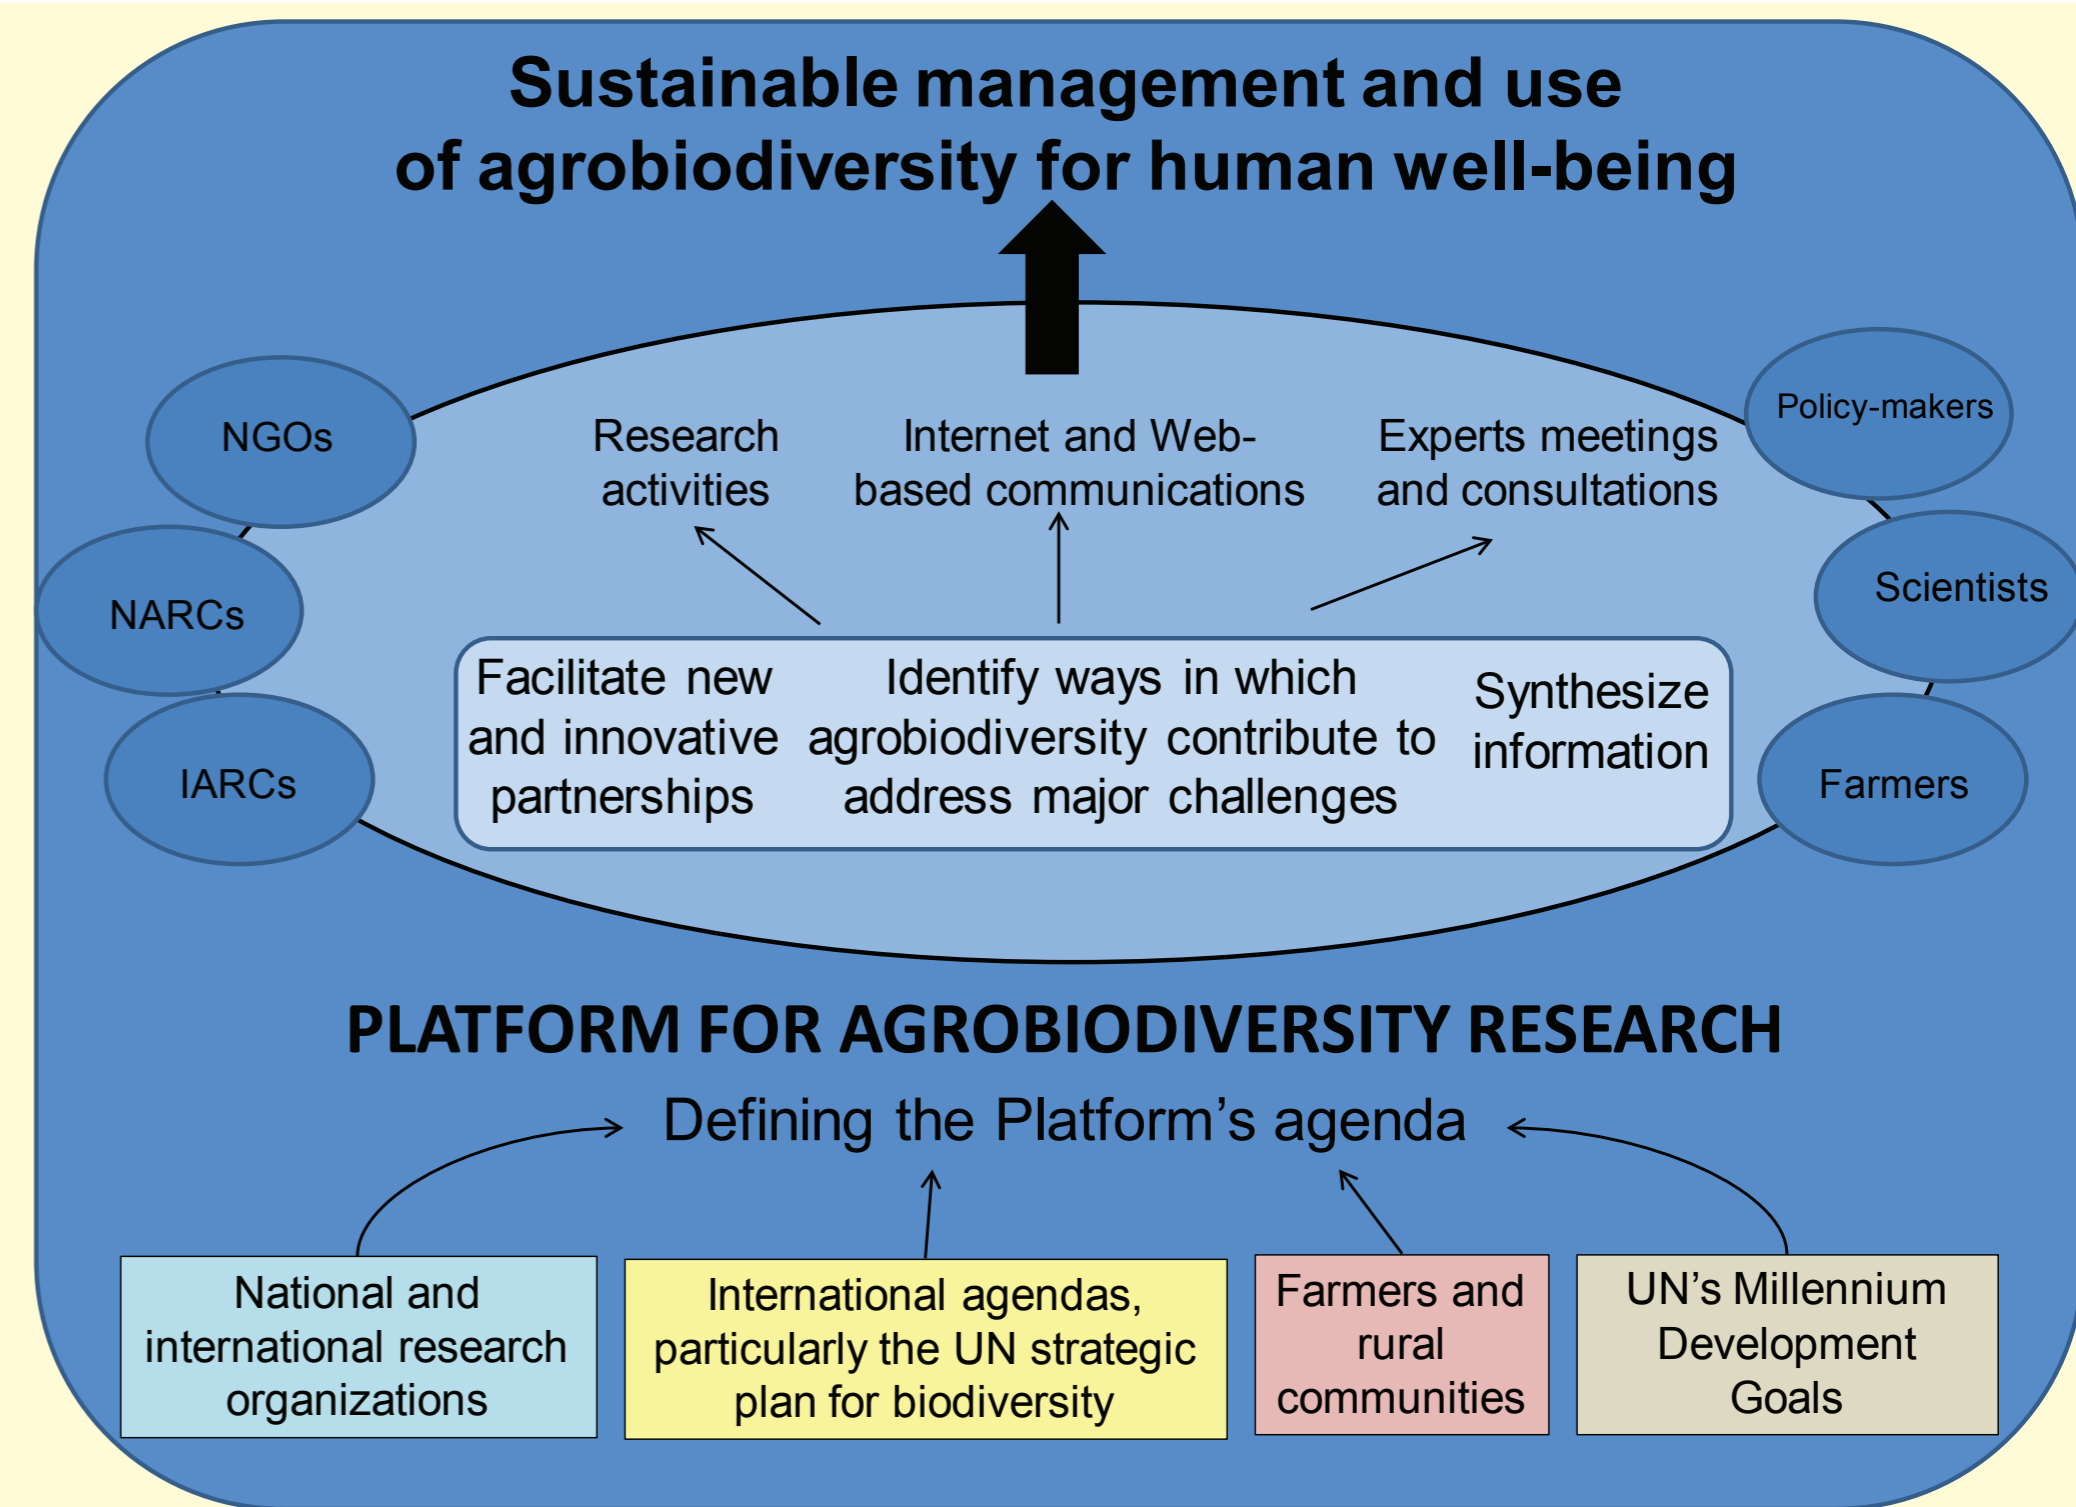 Sustainable management and use
of agrobiodiversity for human well-being
NGOs
NARCs
IARCs
Research
activities
Internet and Web-
based communications
Experts meetings
and consultations
Policy-makers
Scientists
Farmers
Facilitate new
and innovative
partnerships
Identify ways in which
agrobiodiversity contribute to
address major challenges
Synthesize
information
PLATFORM FOR AGROBIODIVERSITY RESEARCH
Defining the Platform’s agenda
National and
international research
organizations
International agendas,
particularly the UN strategic
plan for biodiversity
Farmers and
rural
communities
UN’s Millennium
Development
Goals